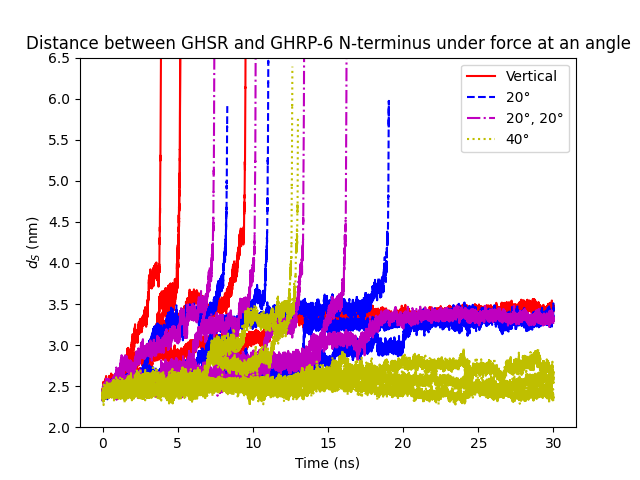 Distance between GHSR and GHRP-6 N-terminus under force at an angle
6.5
6.0
5.5
5.0
4.5
4.0
3.5
3.0
2.5
2.0
d_S (nm)
Vertical
20°
20°, 20°
40°
0 5 10 15 20 25 30
Time (ns)